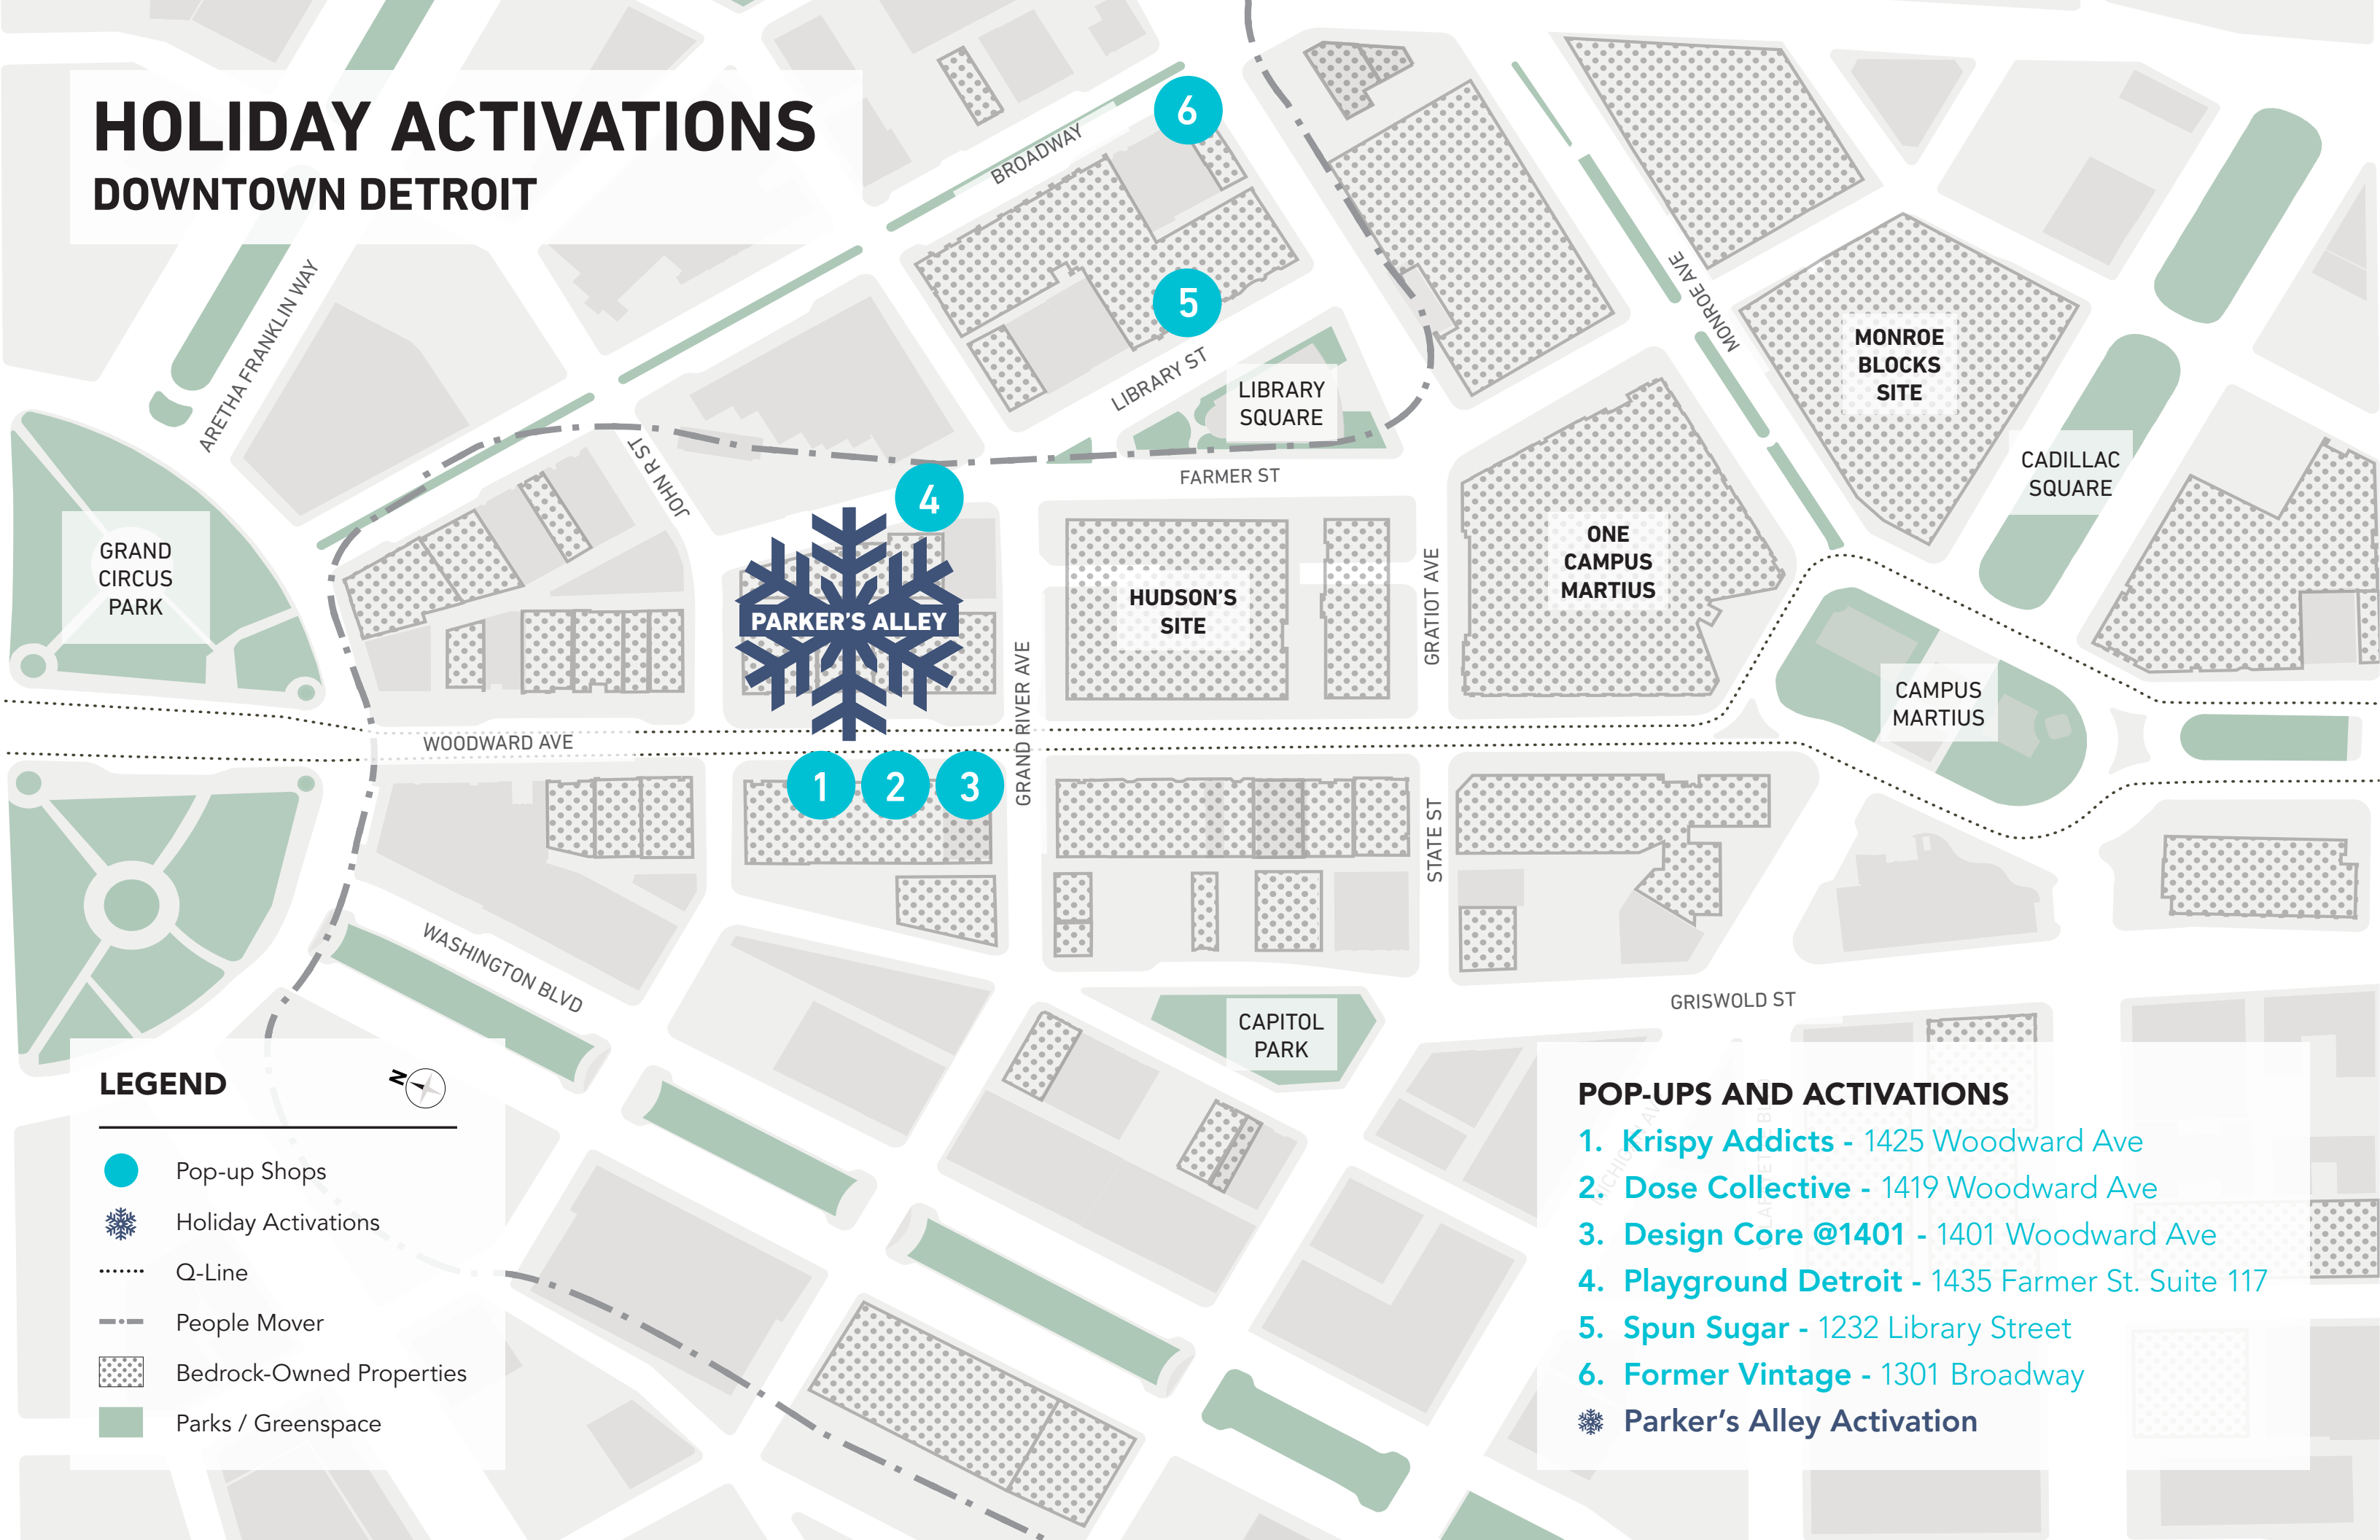 HOLIDAY ACTIVATIONS
DOWNTOWN DETROIT
BROADWAY
6
ARETHA FRANKLIN WAY
5
LIBRARY ST
LIBRARY
SQUARE
MONROE AVE
MONROE
BLOCKS
SITE
CADILLAC
SQUARE
JOHN R ST
4
FARMER ST
GRAND
CIRCUS
PARK
PARKER'S ALLEY
HUDSON'S
SITE
GRATIOT AVE
ONE
CAMPUS
MARTIUS
CAMPUS
MARTIUS
WOODWARD AVE
GRAND RIVER AVE
1
2
3
STATE ST
WASHINGTON BLVD
GRISWOLD ST
CAPITOL
PARK
LEGEND
N
Pop-up Shops
Holiday Activations
Q-Line
People Mover
Bedrock-Owned Properties
Parks / Greenspace
POP-UPS AND ACTIVATIONS
1. Krispy Addicts - 1425 Woodward Ave
2. Dose Collective - 1419 Woodward Ave
3. Design Core @1401 - 1401 Woodward Ave
4. Playground Detroit - 1435 Farmer St. Suite 117
5. Spun Sugar - 1232 Library Street
6. Former Vintage - 1301 Broadway
Parker's Alley Activation